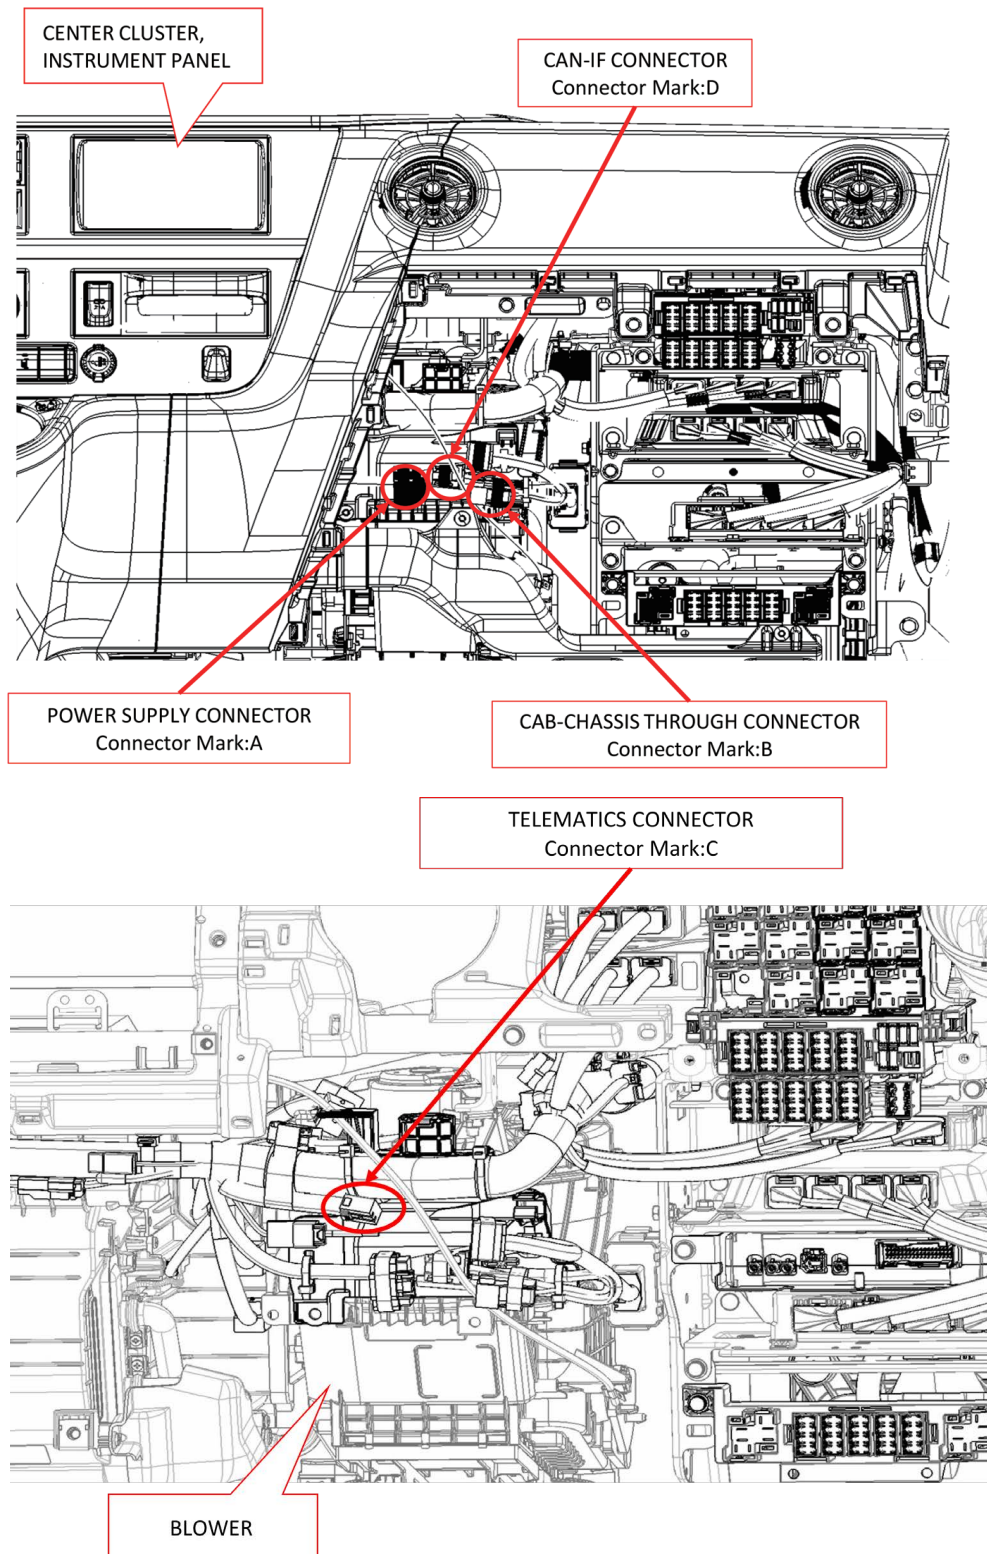 CENTER CLUSTER,
INSTRUMENT PANEL
CAN-IF CONNECTOR
Connector Mark:D
POWER SUPPLY CONNECTOR
Connector Mark:A
CAB-CHASSIS THROUGH CONNECTOR
Connector Mark:B
TELEMATICS CONNECTOR
Connector Mark:C
BLOWER